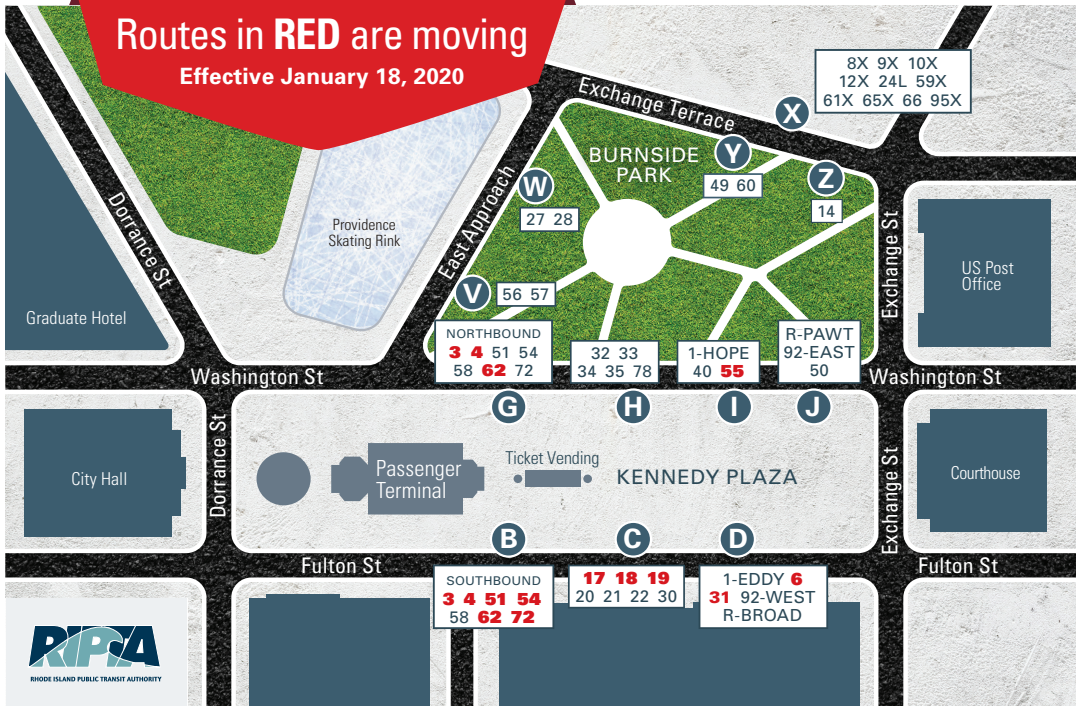 Routes in RED are moving
Effective January 18, 2020
8X 9X 10X
12X 24L 59X
61X 65X 66 95X
X
Exchange Terrace
Y
BURNSIDE
PARK
49 60
Z
14
W
27 28
Dorrance St
Providence
Skating Rink
East Approach
Exchange St
US Post
Office
V
56 57
Graduate Hotel
NORTHBOUND
3 4 51 54
58 62 72
32 33
34 35 78
1-HOPE
40 55
R-PAWT
92-EAST
50
Washington St
Washington St
G
H
I
J
Dorrance St
City Hall
Passenger
Terminal
Ticket Vending
KENNEDY PLAZA
Exchange St
Courthouse
B
C
D
Fulton St
Fulton St
SOUTHBOUND
3 4 51 54
58 62 72
17 18 19
20 21 22 30
1-EDDY 6
31 92-WEST
R-BROAD
RIPTA
RHODE ISLAND PUBLIC TRANSIT AUTHORITY